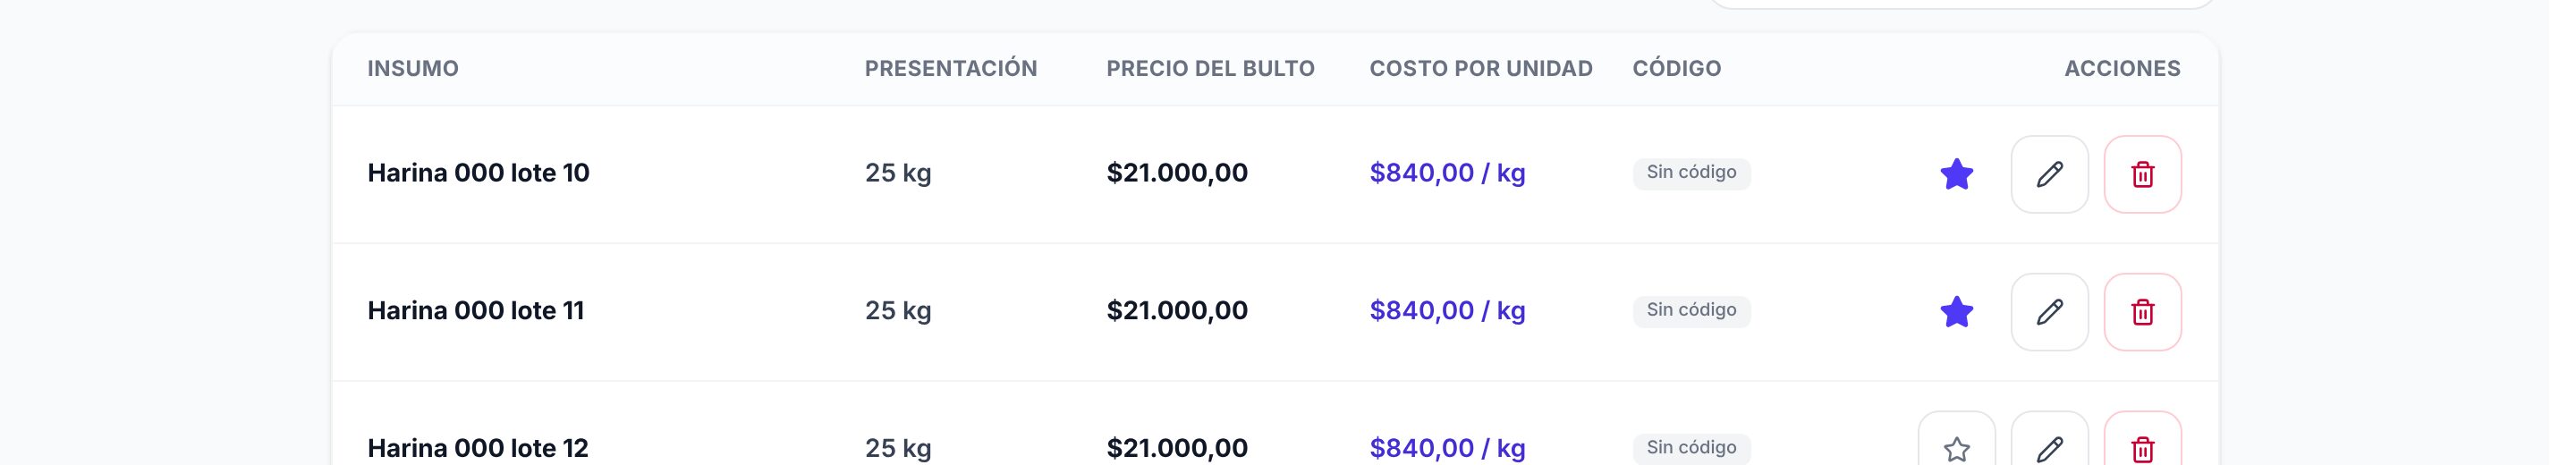 INSUMO PRESENTACIÓN PRECIO DEL BULTO COSTO POR UNIDAD CÓDIGO ACCIONES
Harina 000 lote 10 25 kg $21.000,00 $840,00 / kg Sin código
Harina 000 lote 11 25 kg $21.000,00 $840,00 / kg Sin código
Harina 000 lote 12 25 kg $21.000,00 $840,00 / kg Sin código